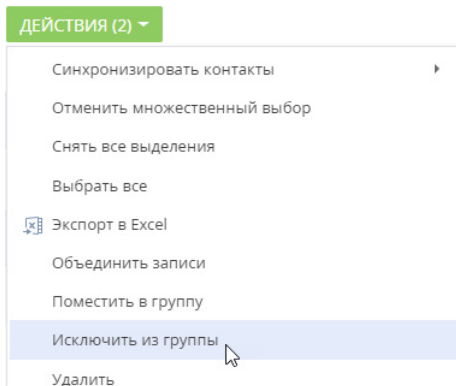 ДЕЙСТВИЯ (2)
Синхронизировать контакты
Отменить множественный выбор
Снять все выделения
Выбрать все
Экспорт в Excel
Объединить записи
Поместить в группу
Исключить из группы
Удалить